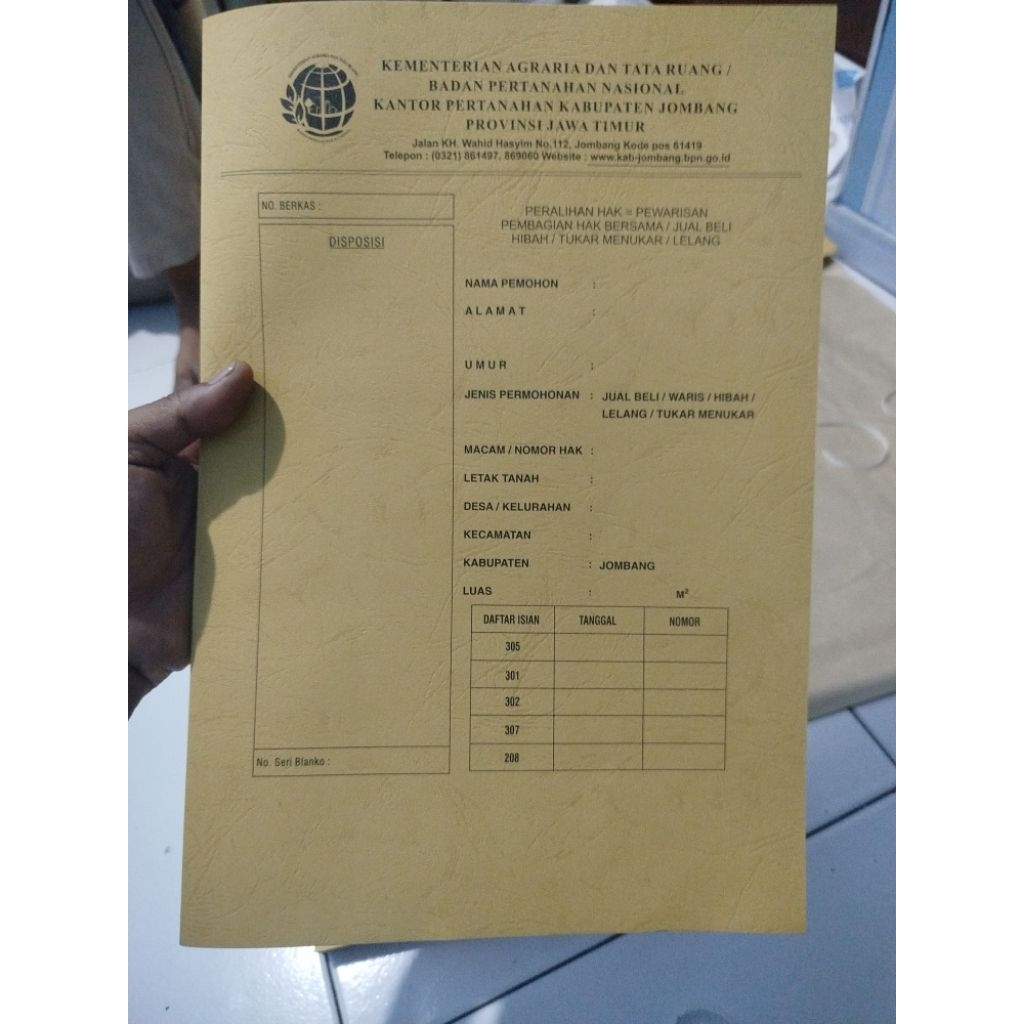 KEMENTERIAN AGRARIA DAN TATA RUANG /
BADAN PERTANAHAN NASIONAL
KANTOR PERTANAHAN KABUPATEN JOMBANG
PROVINSI JAWA TIMUR
Jalan KH. Wahid Hasyim No.112, Jombang Kode pos 61419
Telepon : (0321) 861497, 869060 Website : www.kab-jombang.bpn.go.id
NO. BERKAS :
DISPOSISI
No. Seri Blanko :
PERALIHAN HAK = PEWARISAN
PEMBAGIAN HAK BERSAMA / JUAL BELI
HIBAH / TUKAR MENUKAR / LELANG
NAMA PEMOHON :
A L A M A T :
U M U R :
JENIS PERMOHONAN : JUAL BELI / WARIS / HIBAH /
LELANG / TUKAR MENUKAR
MACAM / NOMOR HAK :
LETAK TANAH :
DESA / KELURAHAN :
KECAMATAN :
KABUPATEN : JOMBANG
LUAS : M²
DAFTAR ISIAN TANGGAL NOMOR
305
301
302
307
208